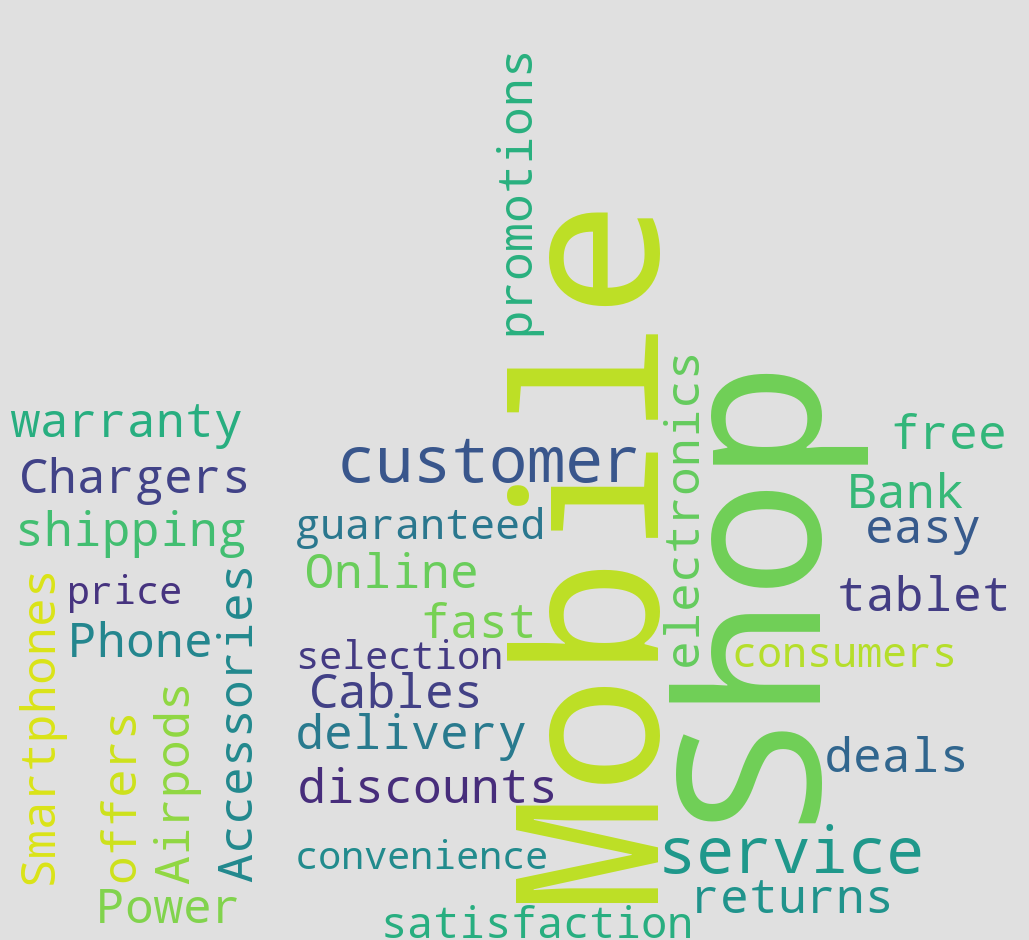 promotions
Mobile
Shop
electronics
warranty
customer
free
Chargers
Bank
shipping
guaranteed
easy
Online
price
tablet
Smartphones
Accessories
Phone
fast
selection
consumers
Cables
delivery
offers
Airpods
deals
discounts
convenience
service
Power
returns
satisfaction